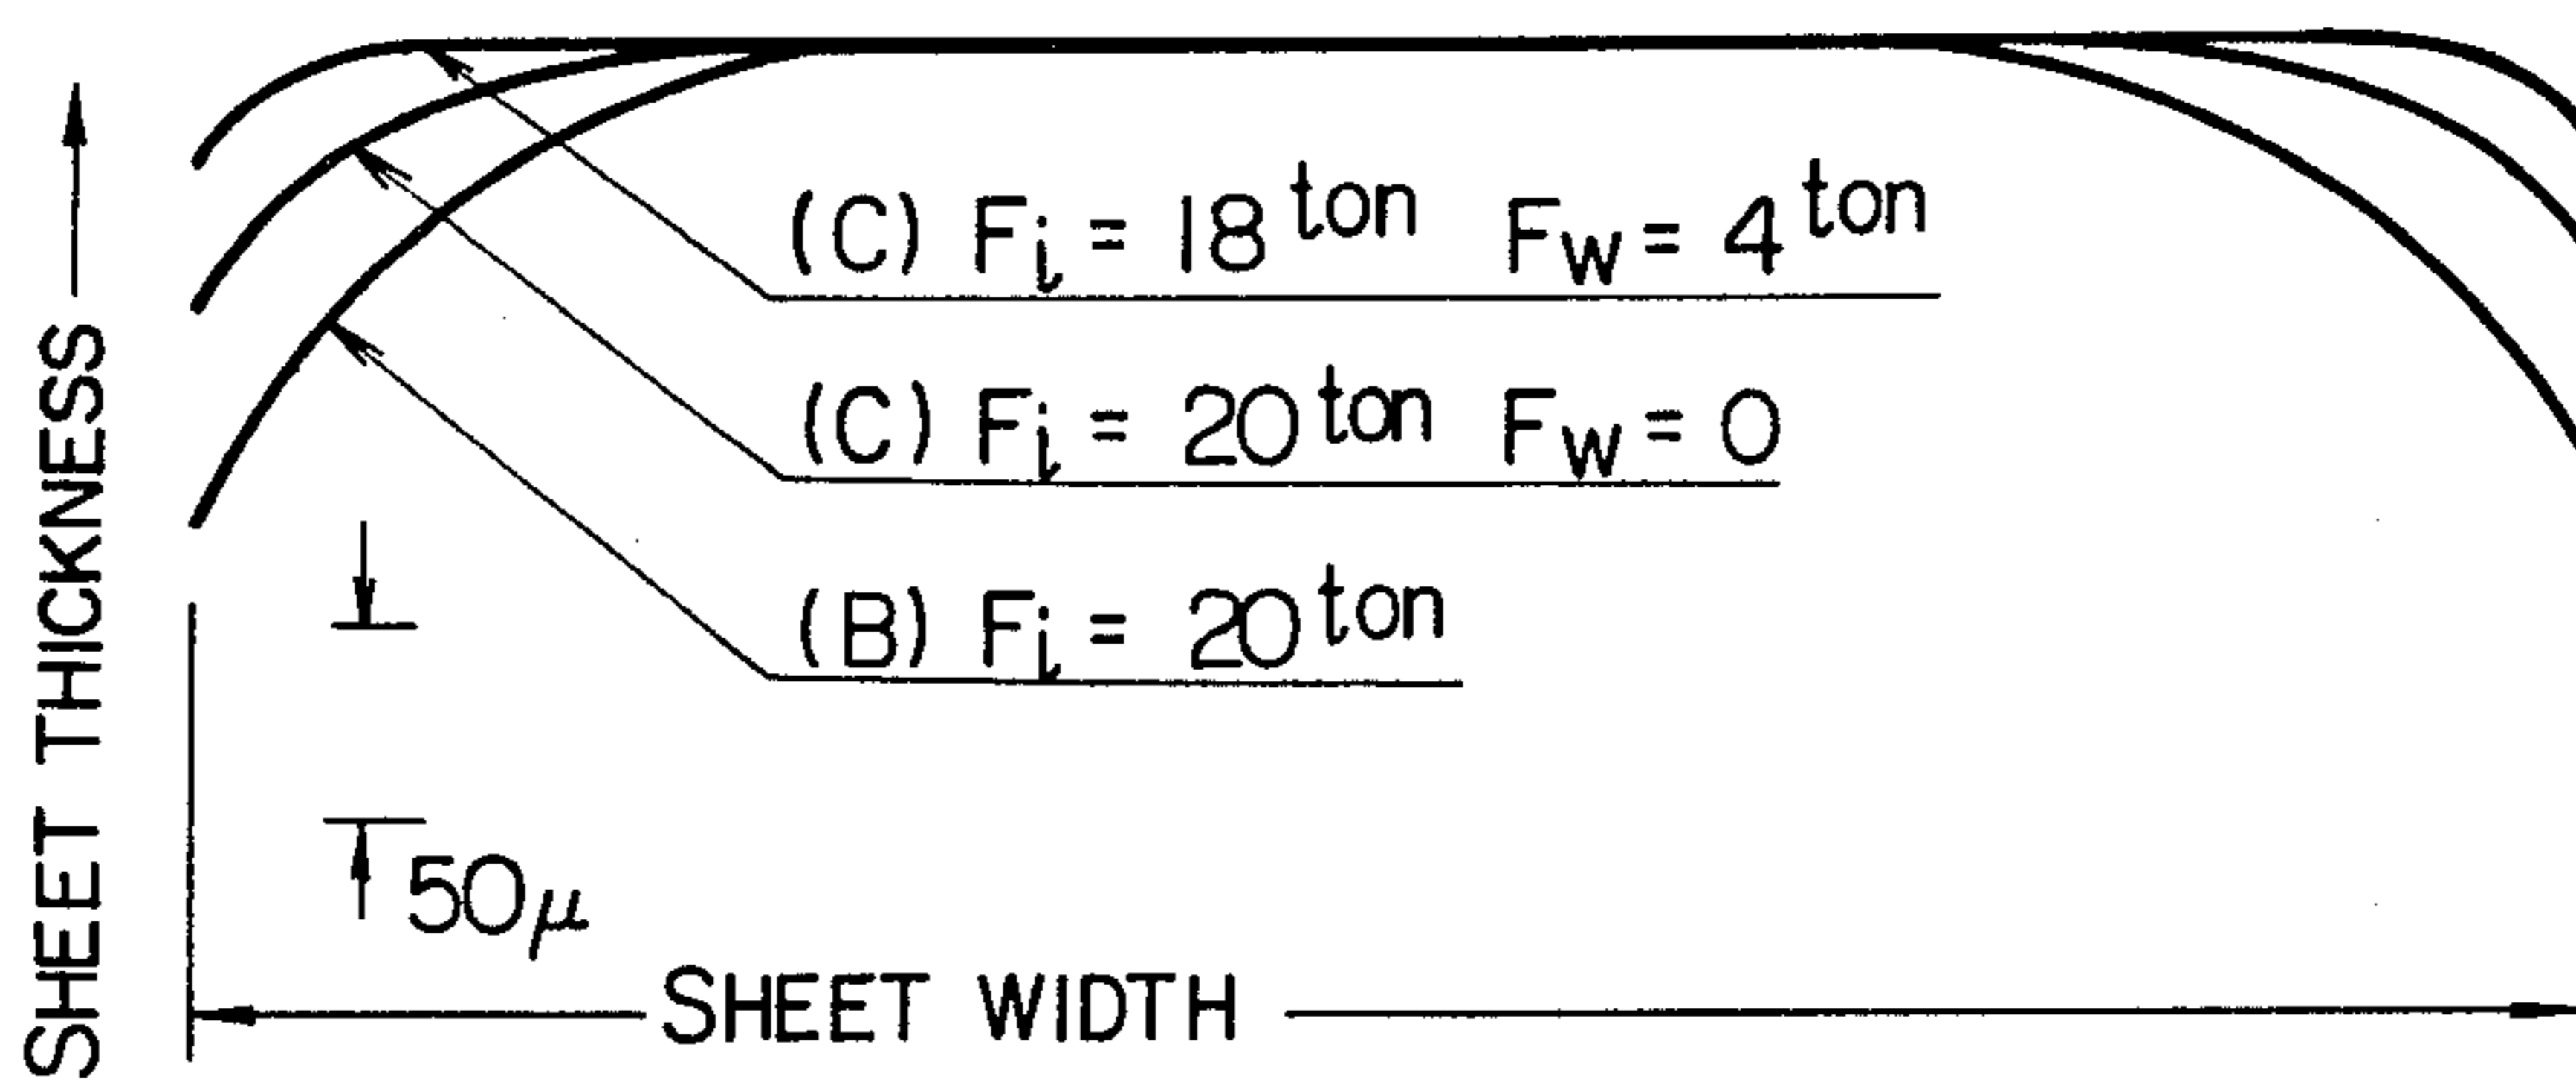 (C) Fi = 18 ton Fw = 4 ton
(C) Fi = 20 ton Fw = 0
(B) Fi = 20 ton
SHEET THICKNESS
50μ
SHEET WIDTH